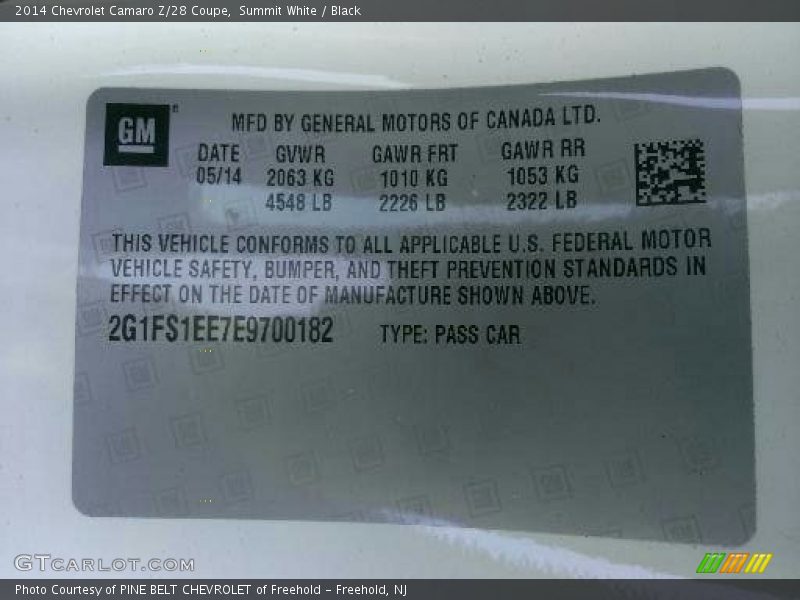 2014 Chevrolet Camaro Z/28 Coupe,  Summit White / Black
GM
MFD BY GENERAL MOTORS OF CANADA LTD.
DATE GVWR GAWR FRT GAWR RR
05/14 2063 KG 1010 KG 1053 KG
4548 LB 2226 LB 2322 LB
THIS VEHICLE CONFORMS TO ALL APPLICABLE U.S. FEDERAL MOTOR
VEHICLE SAFETY, BUMPER, AND THEFT PREVENTION STANDARDS IN
EFFECT ON THE DATE OF MANUFACTURE SHOWN ABOVE.
2G1FS1EE7E9700182 TYPE: PASS CAR
GTcarlot.com
Photo Courtesy of PINE BELT CHEVROLET of Freehold - Freehold, NJ